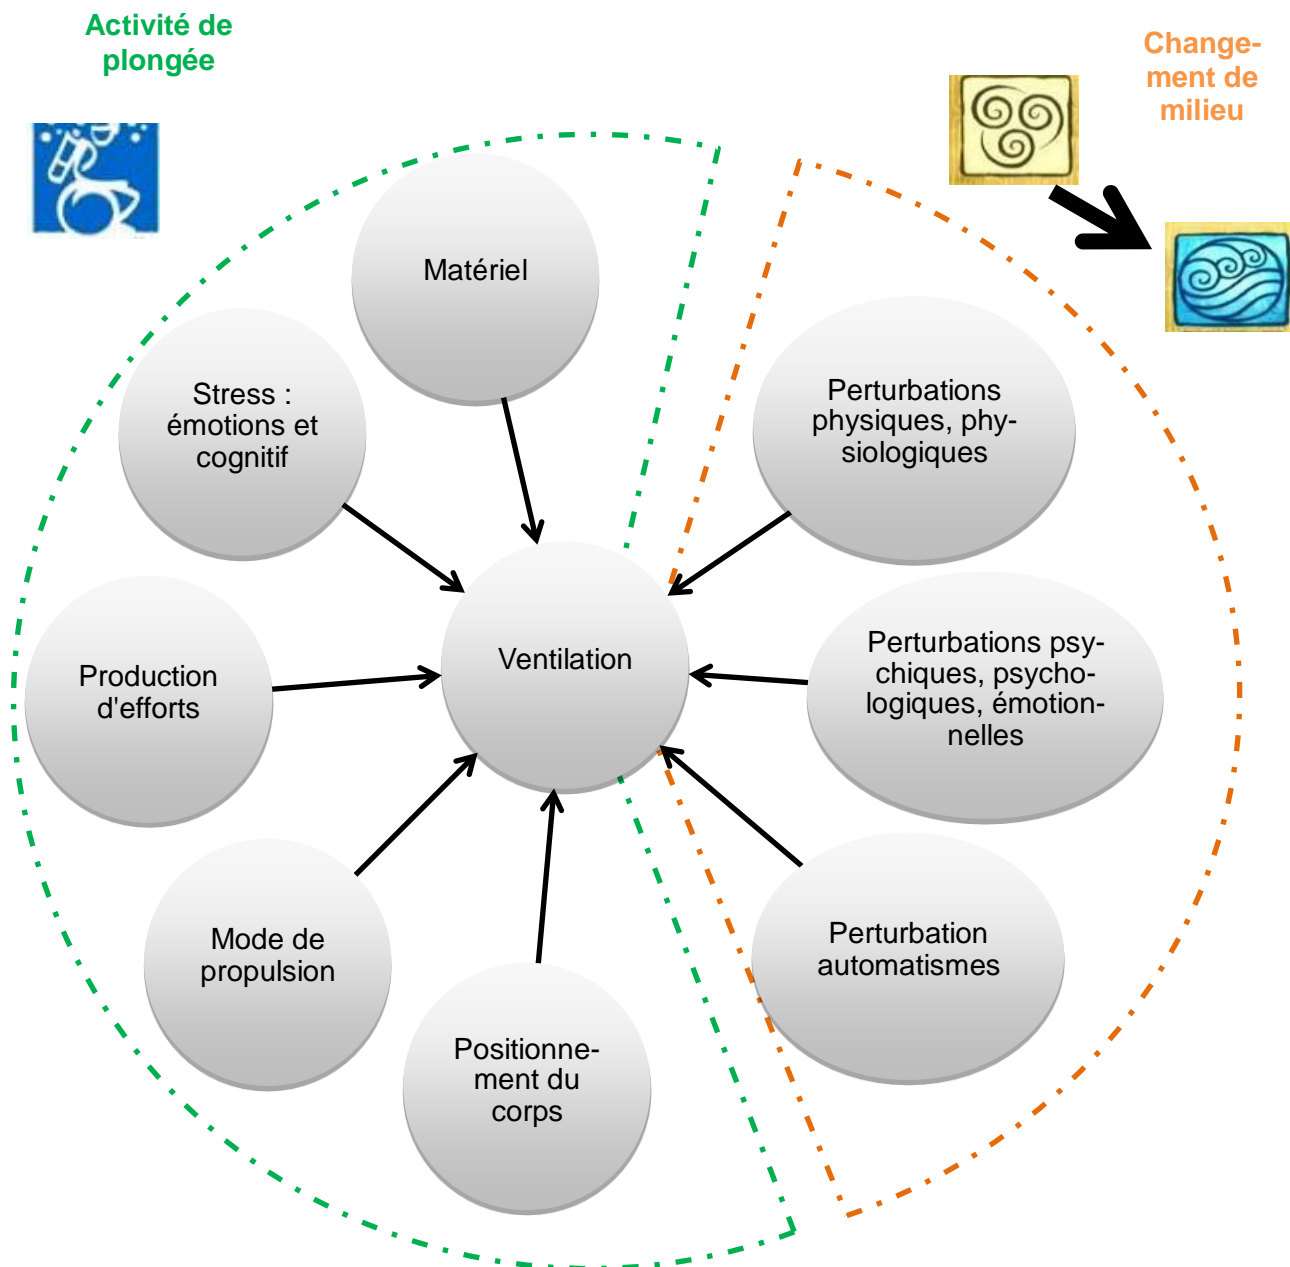 Activité de
plongée
Change-
ment de
milieu
Matériel
Stress :
émotions et
cognitif
Perturbations
physiques, phy-
siologiques
Ventilation
Perturbations psy-
chiques, psycho-
logiques, émotion-
nelles
Production
d'efforts
Mode de
propulsion
Perturbation
automatismes
Positionne-
ment du
corps